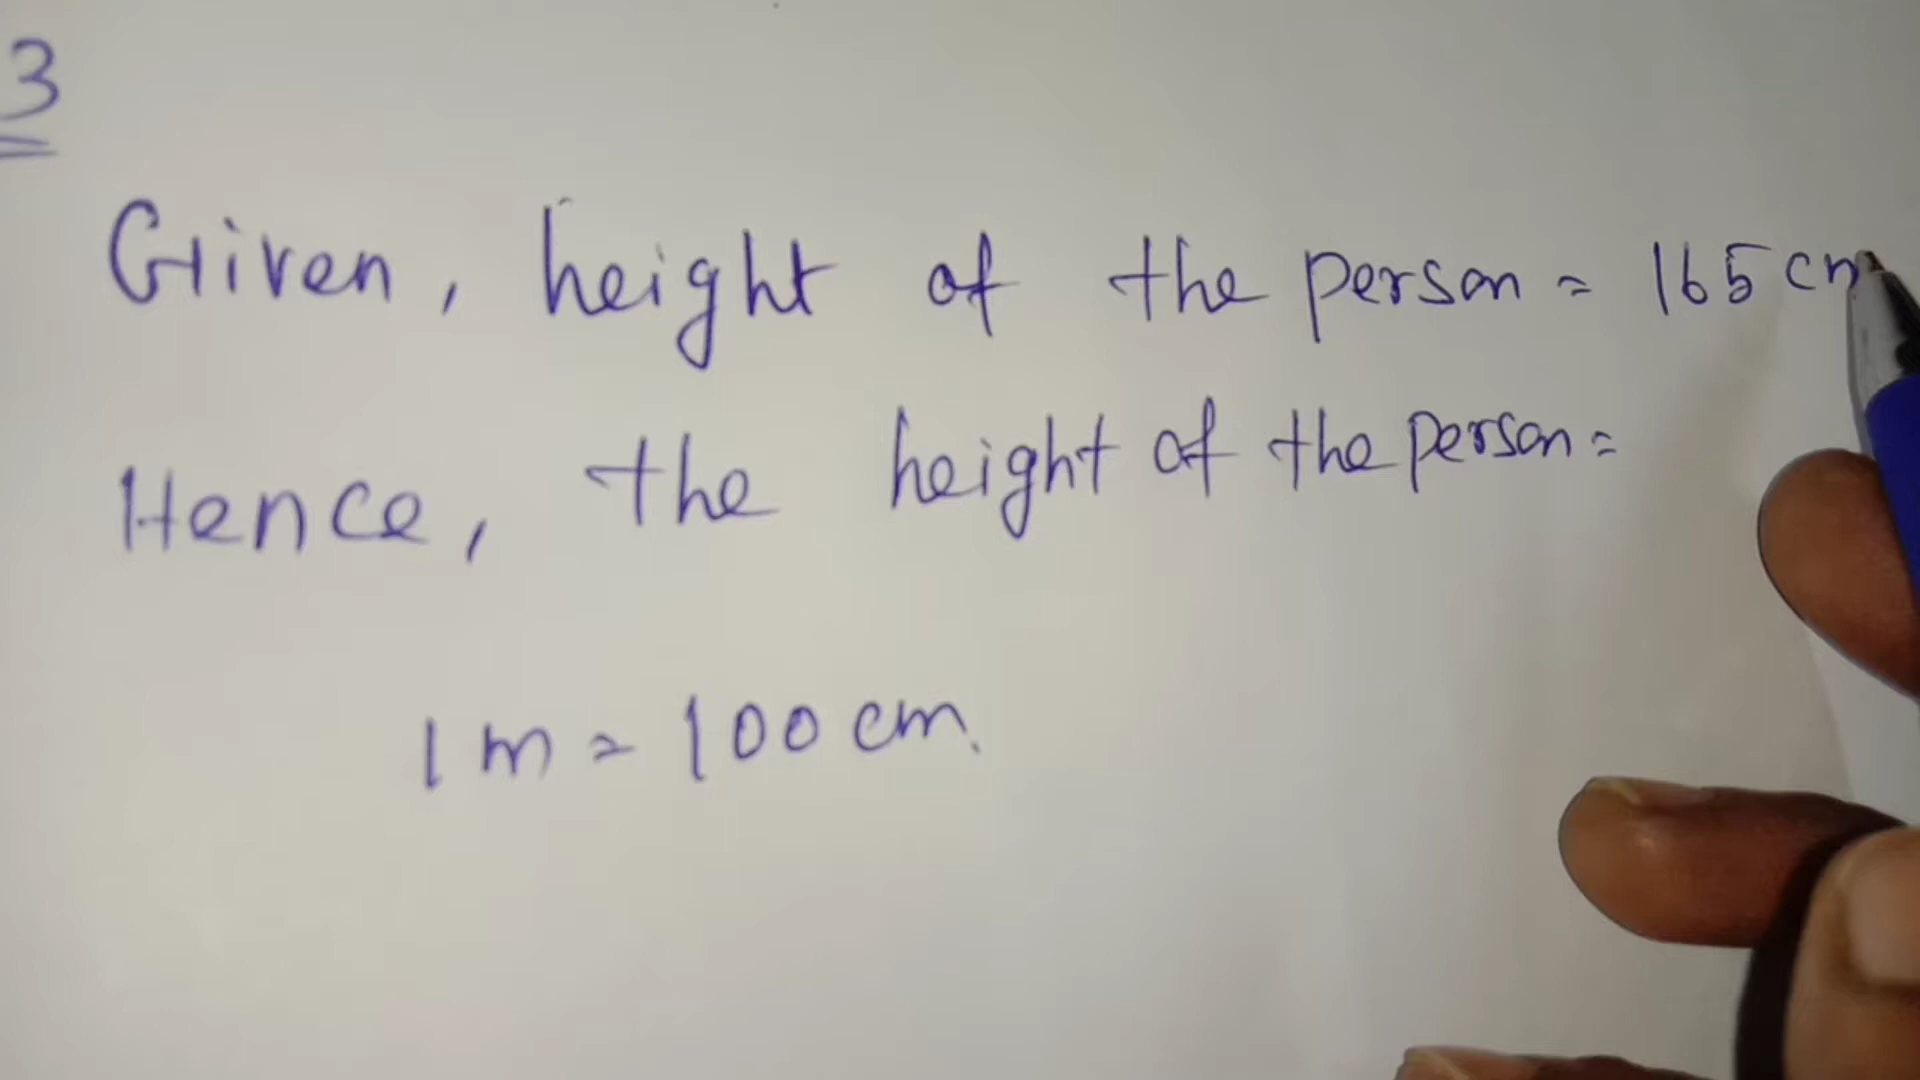 3
Given, height of the person = 165 cm
Hence, the height of the person =
1 m = 100 cm.